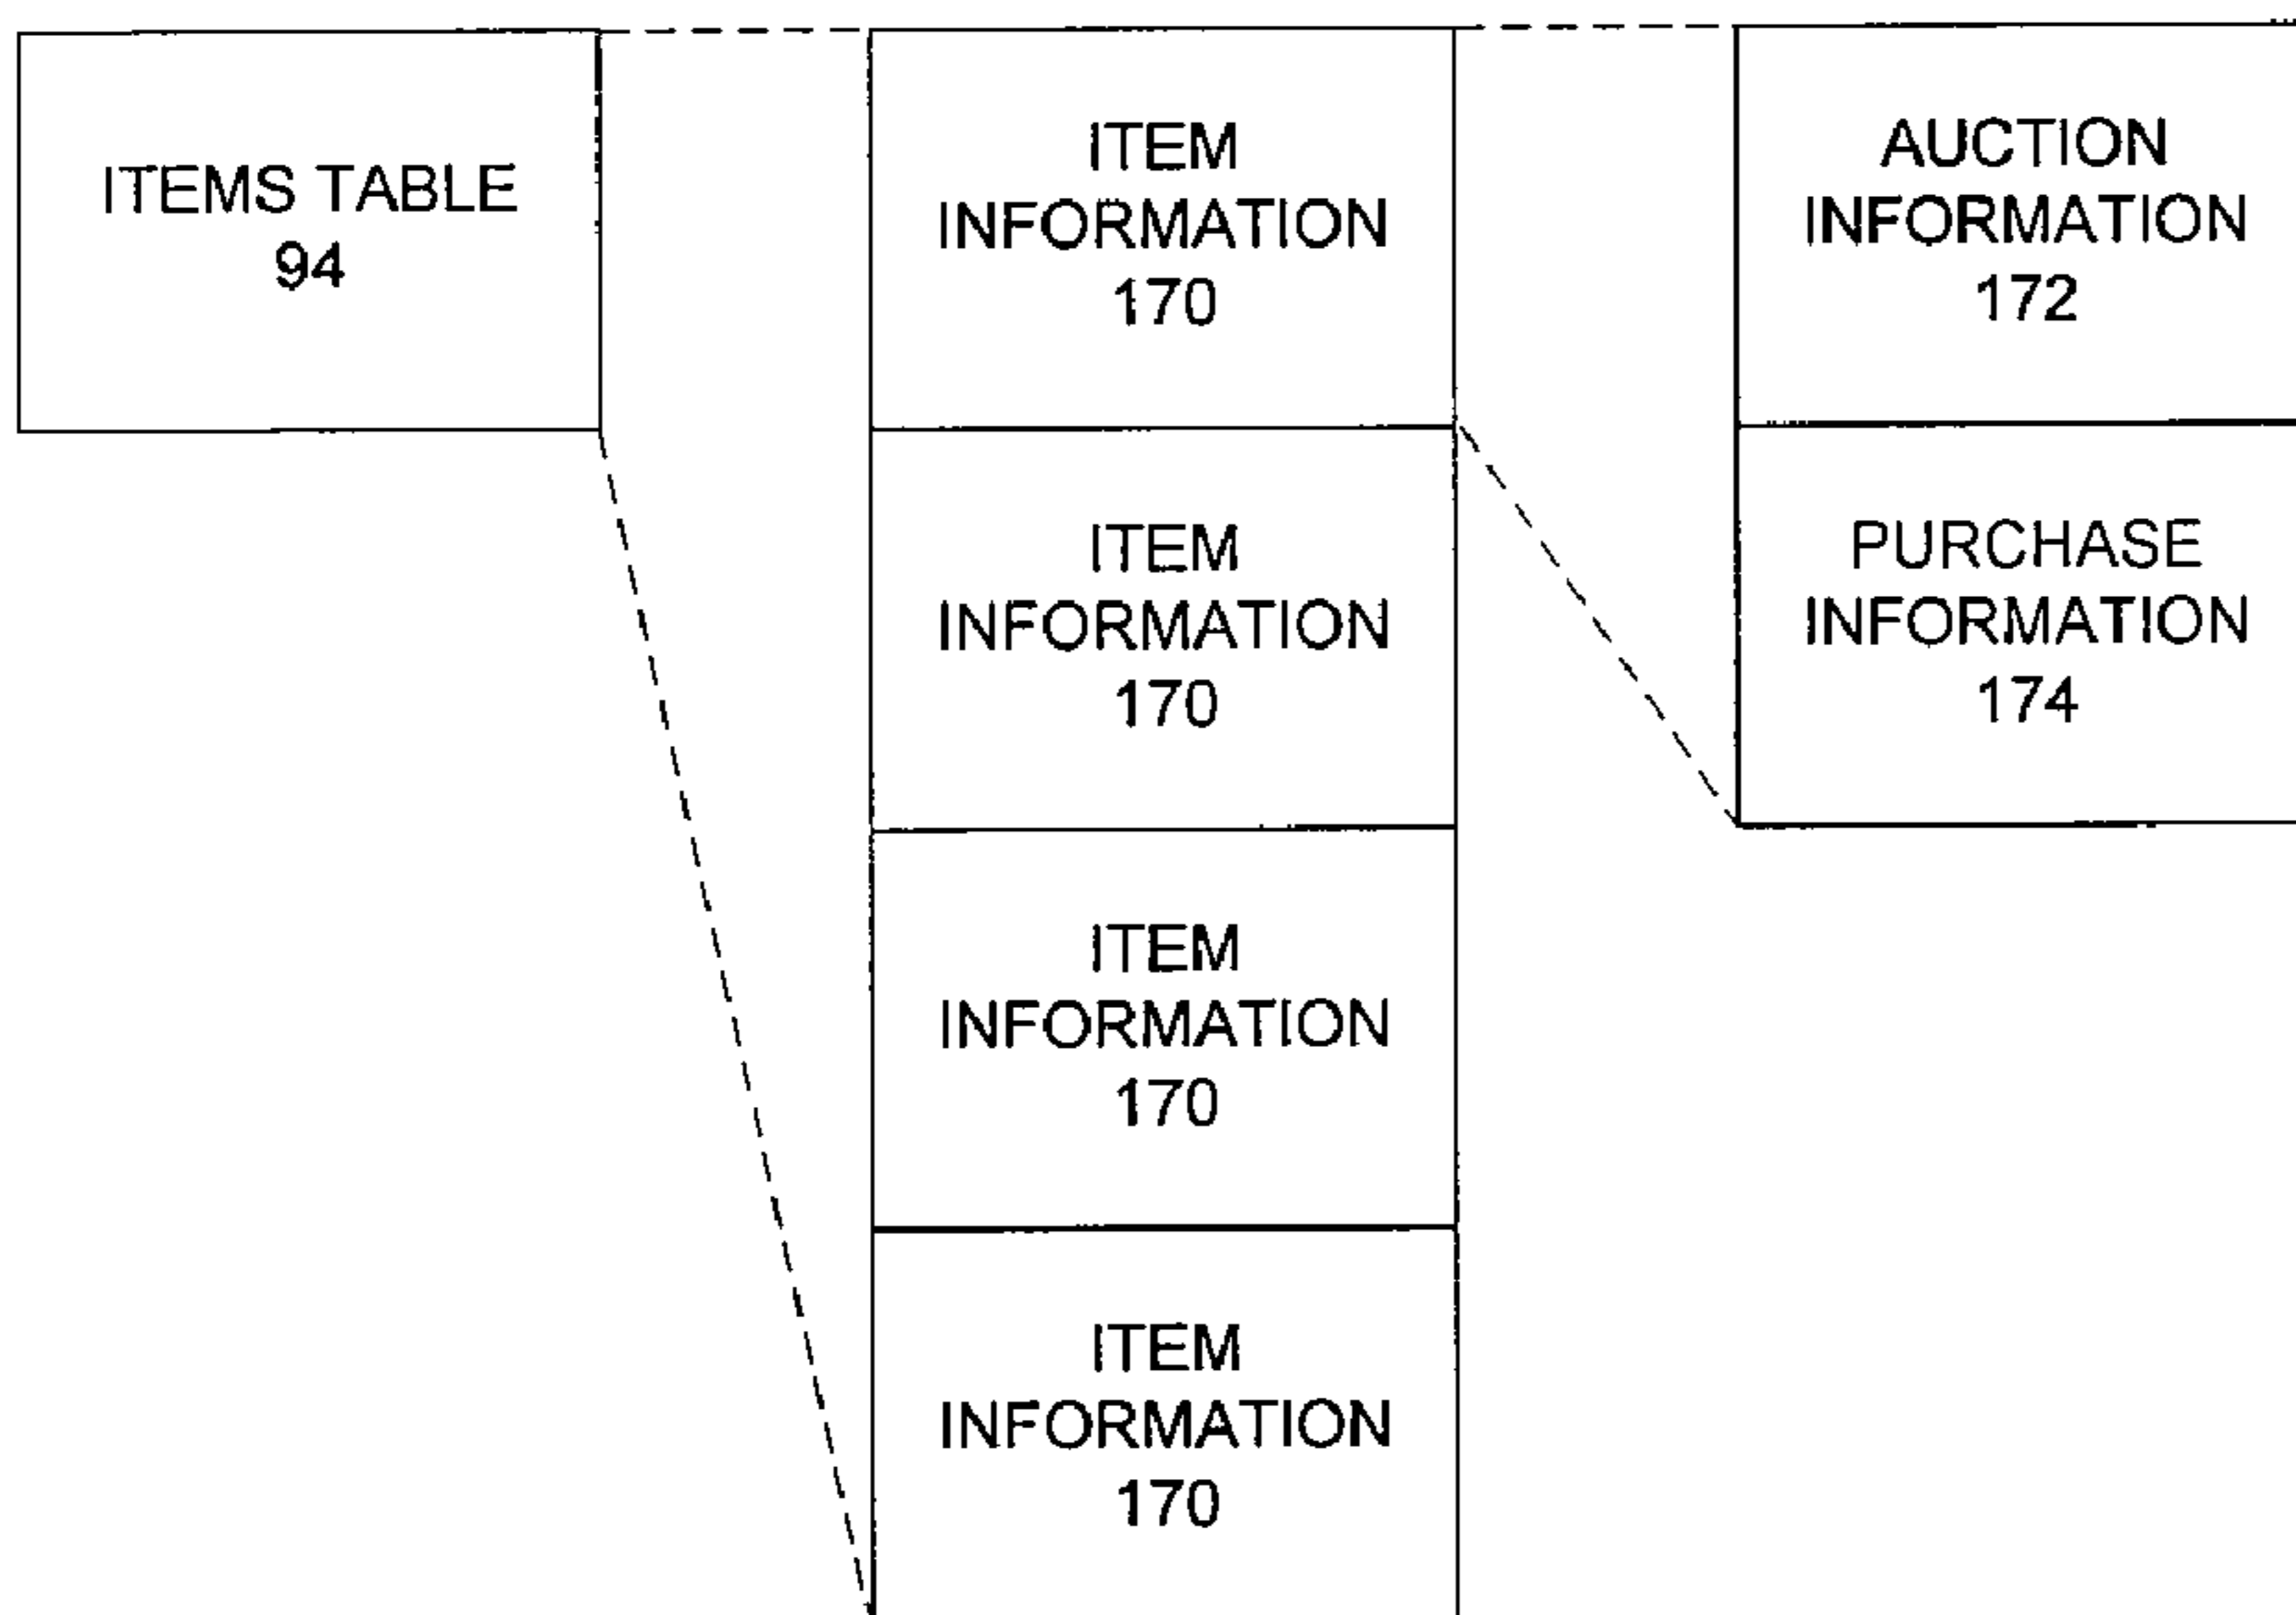 ITEMS TABLE
94
ITEM
INFORMATION
170
ITEM
INFORMATION
170
ITEM
INFORMATION
170
ITEM
INFORMATION
170
AUCTION
INFORMATION
172
PURCHASE
INFORMATION
174